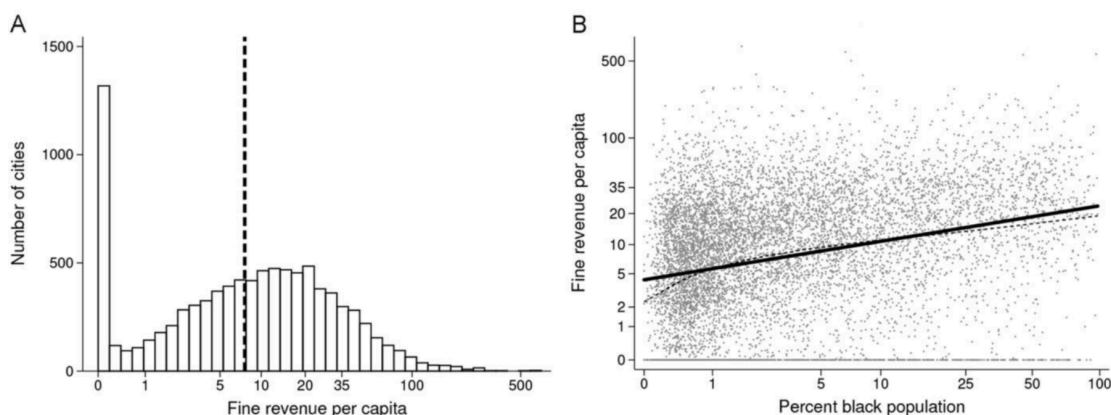 A
1500
1000
500
0
Number of cities
0 1 5 10 20 35 100 500
Fine revenue per capita
B
500
100
35
20
10
5
2
1
0
Fine revenue per capita
0 1 5 10 25 50 100
Percent black population